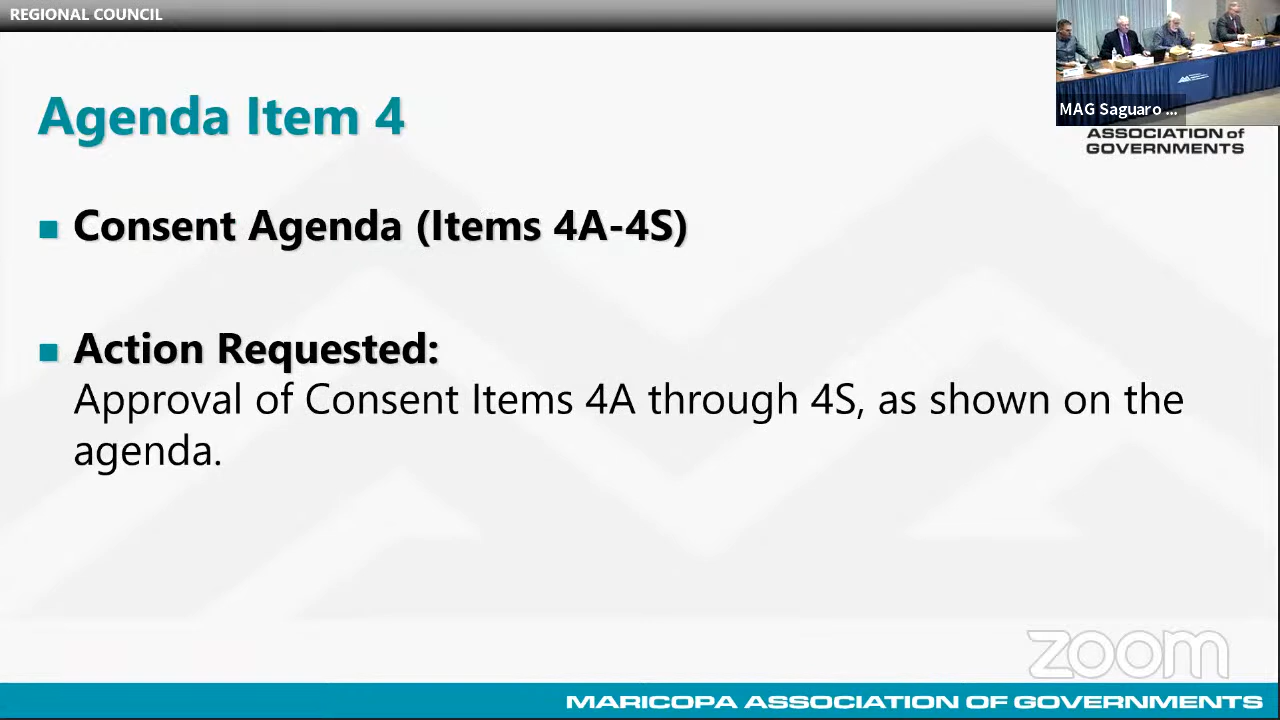 REGIONAL COUNCIL
MAG Saguaro ...
ASSOCIATION of
GOVERNMENTS
Agenda Item 4
Consent Agenda (Items 4A-4S)
Action Requested:
Approval of Consent Items 4A through 4S, as shown on the
agenda.
zoom
MARICOPA ASSOCIATION OF GOVERNMENTS